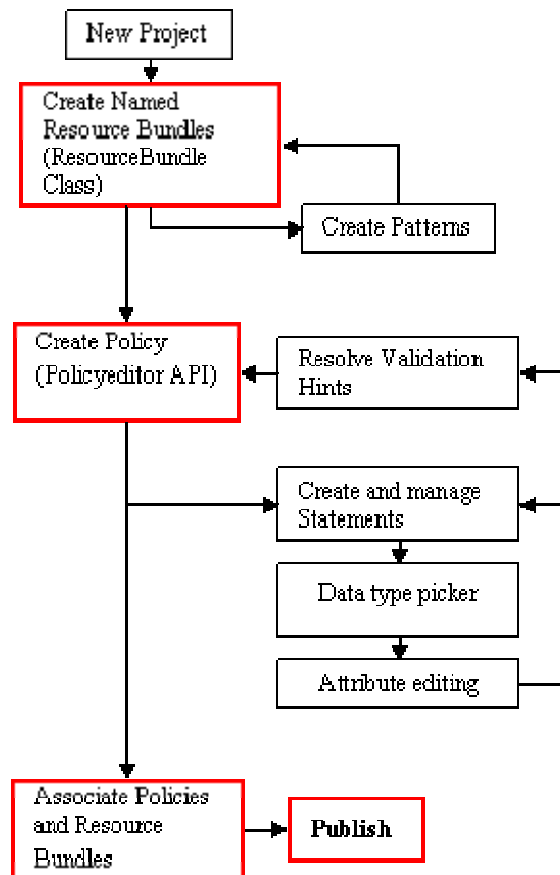 New Project
Create Named
Resource Bundles
(ResourceBundle
Class)
Create Patterns
Create Policy
(Policyeditor API)
Resolve Validation
Hints
Create and manage
Statements
Data type picker
Attribute editing
Associate Policies
and Resource
Bundles
Publish